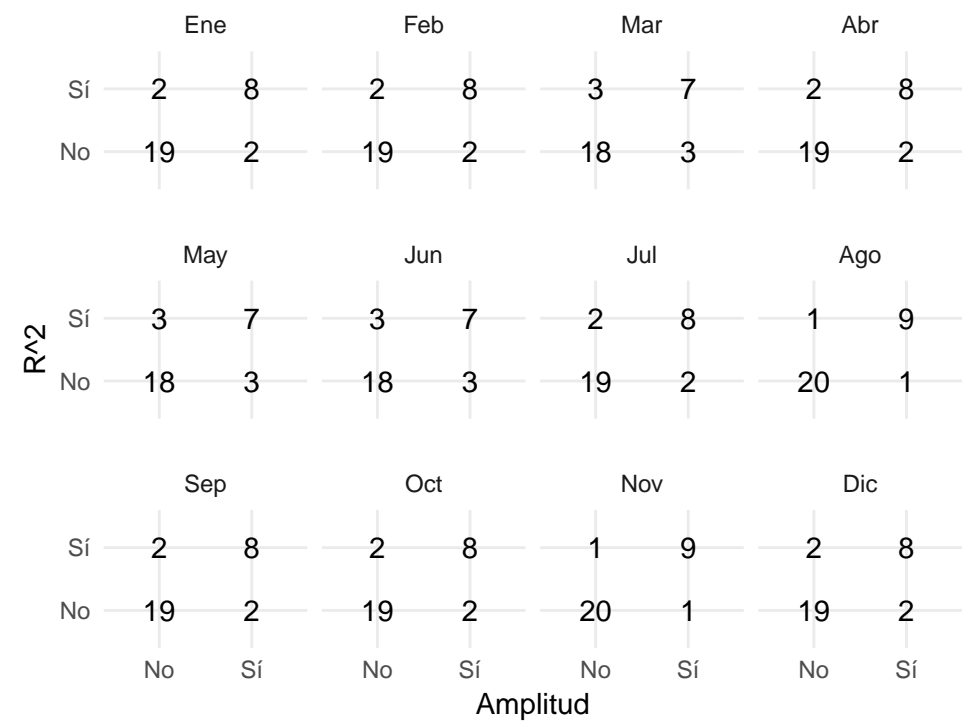 Ene Feb Mar Abr
Sí 2 8 2 8 3 7 2 8
No 19 2 19 2 18 3 19 2
May Jun Jul Ago
Sí 3 7 3 7 2 8 1 9
No 18 3 18 3 19 2 20 1
R^2
Sep Oct Nov Dic
Sí 2 8 2 8 1 9 2 8
No 19 2 19 2 20 1 19 2
No Sí No Sí No Sí No Sí
Amplitud